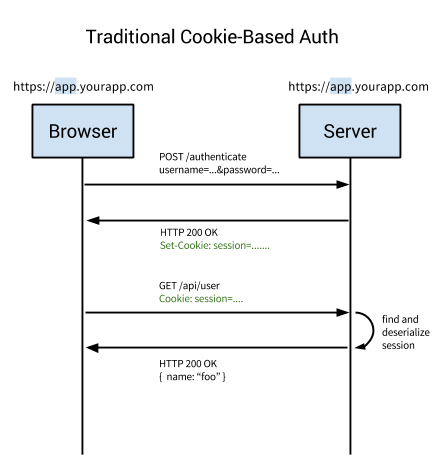 Traditional Cookie-Based Auth
https://app.yourapp.com
https://app.yourapp.com
Browser
Server
POST /authenticate
username=...&password=...
HTTP 200 OK
Set-Cookie: session=.......
GET /api/user
Cookie: session=....
find and
deserialize
session
HTTP 200 OK
{ name: “foo” }